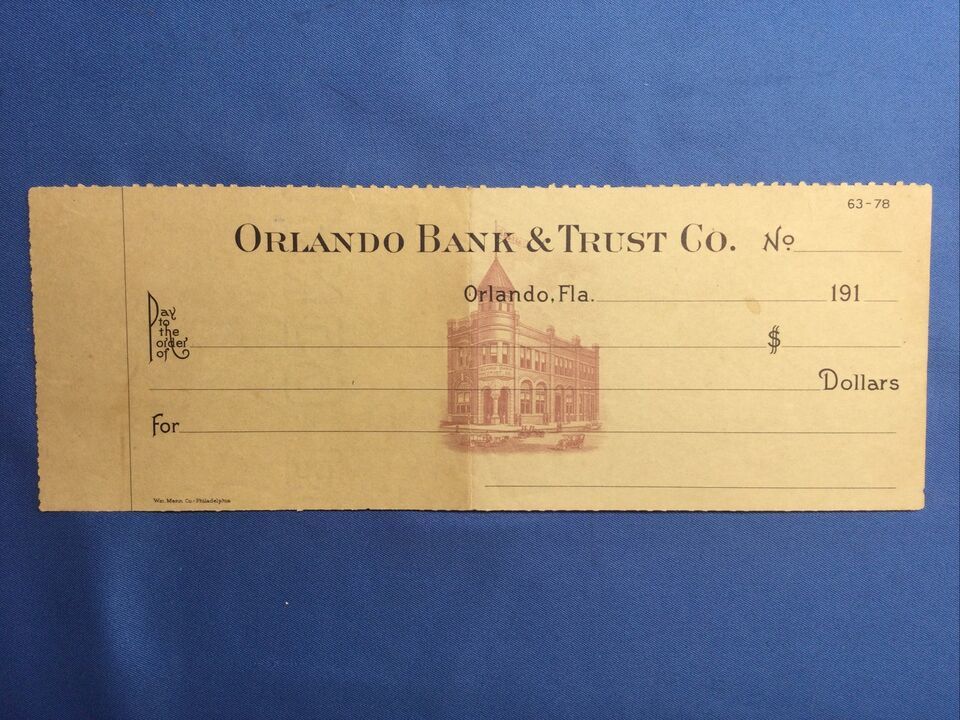 63-78
ORLANDO BANK & TRUST CO. No
Orlando, Fla. 191
Pay to the order of $
Dollars
For
Wm. Mann. Co. Philadelphia